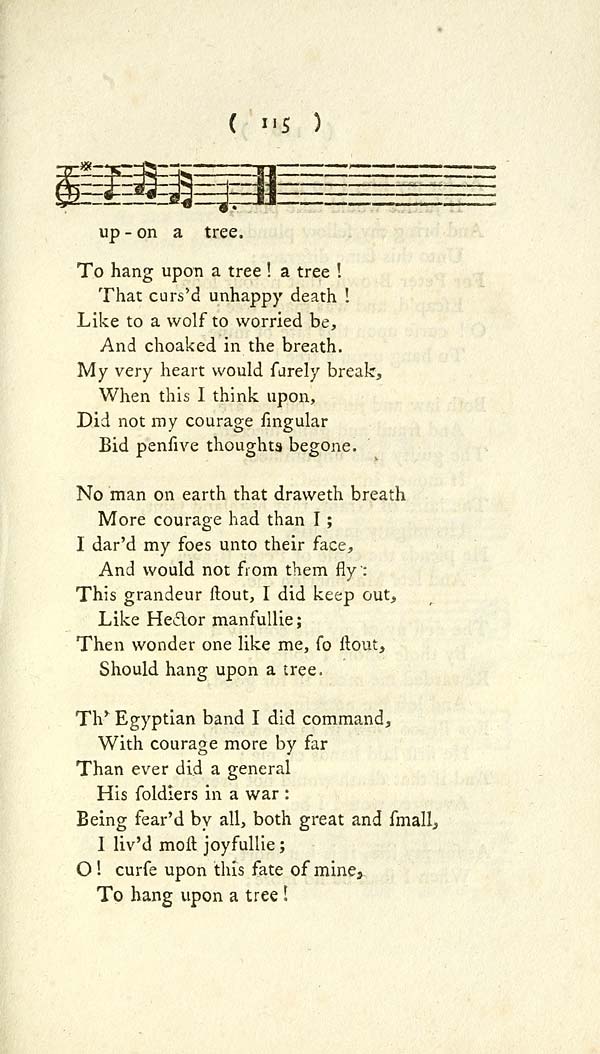 ( 115 )
up-on a tree.
To hang upon a tree! a tree!
That curs'd unhappy death!
Like to a wolf to worried be,
And choaked in the breath.
My very heart would ſurely break,
When this I think upon,
Did not my courage ſingular
Bid penſive thoughts begone.
No man on earth that draweth breath
More courage had than I;
I dar'd my foes unto their face,
And would not from them fly:
This grandeur ſtout, I did keep out,
Like Hector manfullie;
Then wonder one like me, ſo ſtout,
Should hang upon a tree.
Th' Egyptian band I did command,
With courage more by far
Than ever did a general
His ſoldiers in a war:
Being fear'd by all, both great and ſmall,
I liv'd moſt joyfullie;
O! curſe upon this fate of mine,
To hang upon a tree!